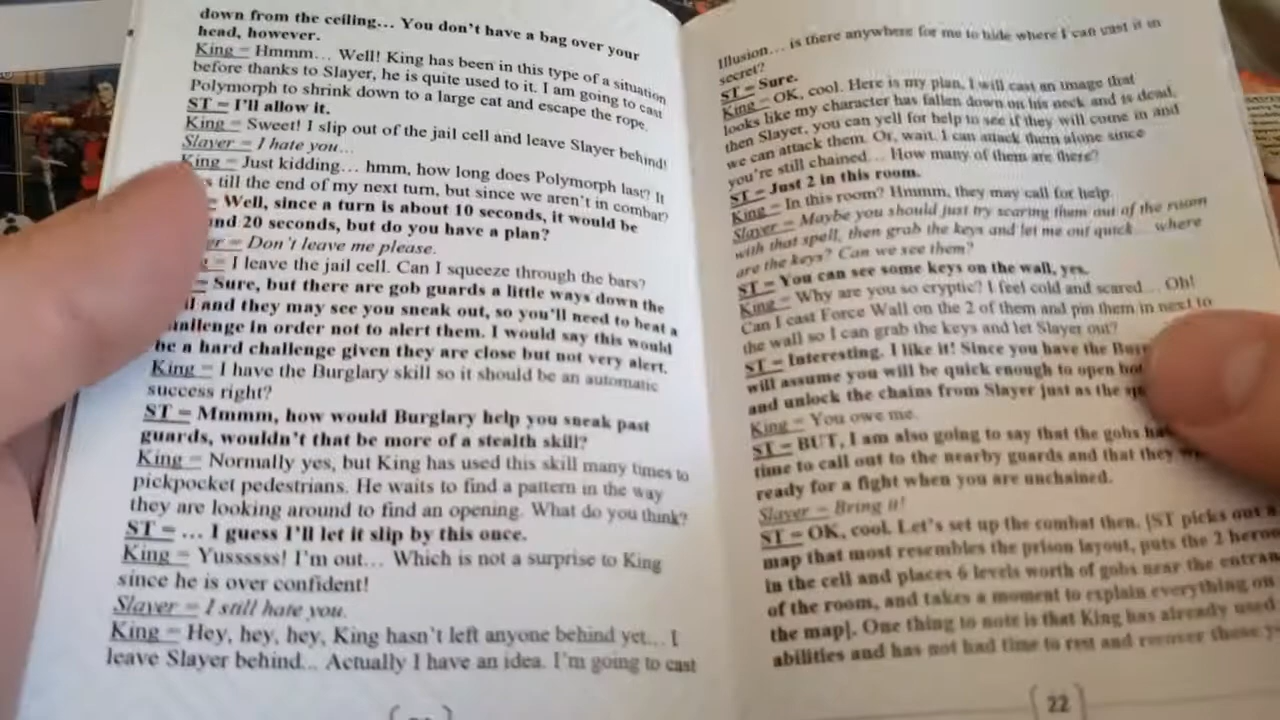 down from the ceiling... You don't have a bag over your
head, however.
King = Hmmm... Well! King has been in this type of a situation
before thanks to Slayer, he is quite used to it. I am going to cast
Polymorph to shrink down to a large cat and escape the rope.
ST = I'll allow it.
King = Sweet! I slip out of the jail cell and leave Slayer behind!
Slayer = I hate you...
King = Just kidding... hmm, how long does Polymorph last? It
till the end of my next turn, but since we aren't in combat?
= Well, since a turn is about 10 seconds, it would be
20 seconds, but do you have a plan?
= Don't leave me please.
= I leave the jail cell. Can I squeeze through the bars?
= Sure, but there are gob guards a little ways down the
and they may see you sneak out, so you'll need to beat a
challenge in order not to alert them. I would say this would
be a hard challenge given they are close but not very alert.
King = I have the Burglary skill so it should be an automatic
success right?
ST = Mmmm, how would Burglary help you sneak past
guards, wouldn't that be more of a stealth skill?
King = Normally yes, but King has used this skill many times to
pickpocket pedestrians. He waits to find a pattern in the way
they are looking around to find an opening. What do you think?
ST = ... I guess I'll let it slip by this once.
King = Yusssss! I'm out... Which is not a surprise to King
since he is over confident!
Slayer = I still hate you.
King = Hey, hey, hey, King hasn't left anyone behind yet... I
leave Slayer behind... Actually I have an idea. I'm going to cast
Illusion... is there anywhere for me to hide where I can cast it in
secret?
ST = Sure.
King = OK, cool. Here is my plan, I will cast an image that
looks like my character has fallen down on his neck and is dead,
then Slayer, you can yell for help to see if they will come in and
we can attack them. Or, wait, I can attack them alone since
you're still chained... How many of them are there?
ST = Just 2 in this room.
King = In this room? Hmmm, they may call for help.
Slayer = Maybe you should just try scaring them out of the room
with that spell, then grab the keys and let me out quick... where
are the keys? Can we see them?
ST = You can see some keys on the wall, yes.
King = Why are you so cryptic? I feel cold and scared... Oh!
Can I cast Force Wall on the 2 of them and pin them in next to
the wall so I can grab the keys and let Slayer out?
ST = Interesting. I like it! Since you have the
will assume you will be quick enough to open
and unlock the chains from Slayer just as the
King = You owe me.
ST = BUT, I am also going to say that the gobs
time to call out to the nearby guards and that they
ready for a fight when you are unchained.
Slayer = Bring it!
ST = OK, cool. Let's set up the combat then. [ST picks out a
map that most resembles the prison layout, puts the 2
in the cell and places 6 levels worth of gobs near the
of the room, and takes a moment to explain everything on
the map]. One thing to note is that King has already used
abilities and has not had time to rest and recover
22